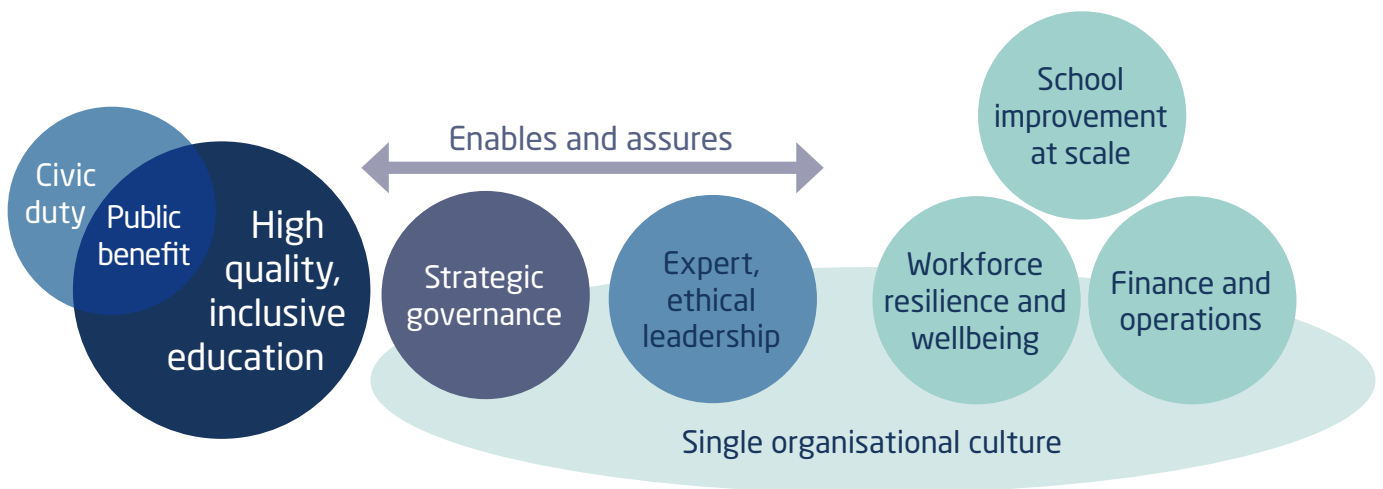 Civic
duty
Public
benefit
High
quality,
inclusive
education
Enables and assures
Strategic
governance
Expert,
ethical
leadership
School
improvement
at scale
Workforce
resilience and
wellbeing
Finance and
operations
Single organisational culture